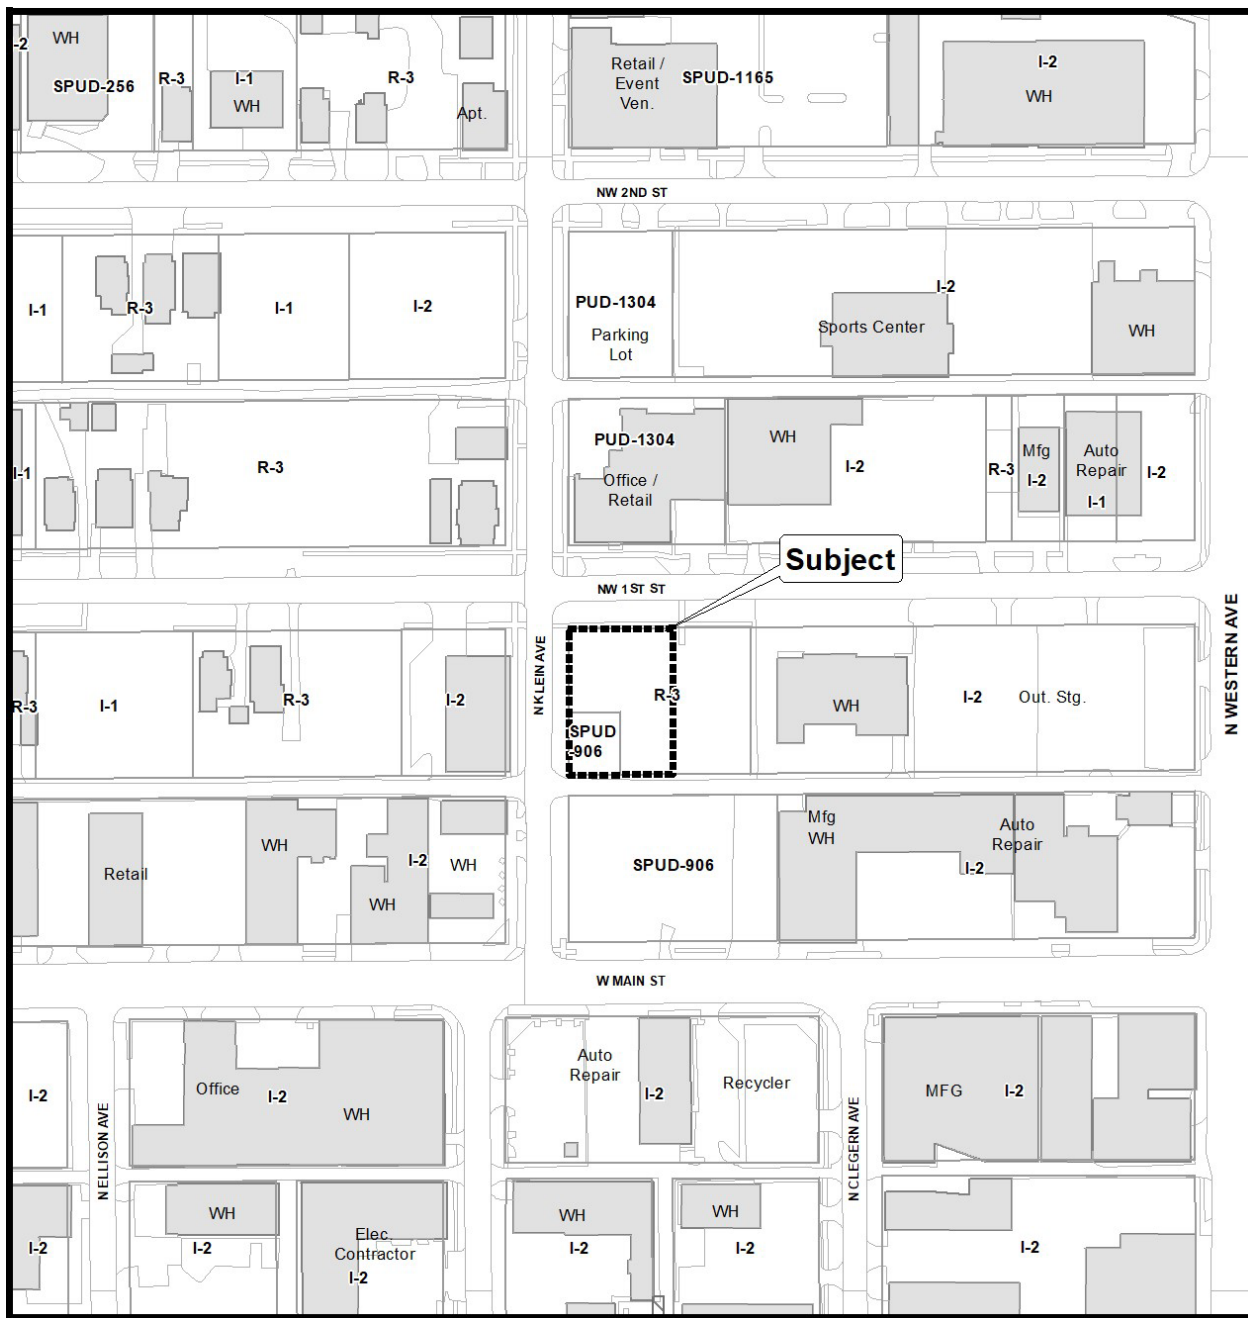 -2
WH
SPUD-256
R-3
I-1
WH
R-3
Apt.
Retail /
Event
Ven.
SPUD-1165
I-2
WH
NW 2ND ST
I-1
R-3
I-1
I-2
PUD-1304
Parking
Lot
I-2
Sports Center
WH
I-1
R-3
PUD-1304
Office /
Retail
WH
I-2
R-3
Mfg
I-2
Auto
Repair
I-1
I-2
Subject
NW 1ST ST
N KLEIN AVE
N WESTERN AVE
R-3
I-1
R-3
I-2
R-3
SPUD
-906
WH
I-2
Out. Stg.
Retail
WH
WH
I-2
WH
SPUD-906
Mfg
WH
Auto
Repair
I-2
W MAIN ST
I-2
N ELLISON AVE
Office
I-2
WH
Auto
Repair
I-2
Recycler
N CLEGERN AVE
MFG
I-2
I-2
WH
I-2
Elec.
Contractor
I-2
WH
I-2
WH
I-2
I-2